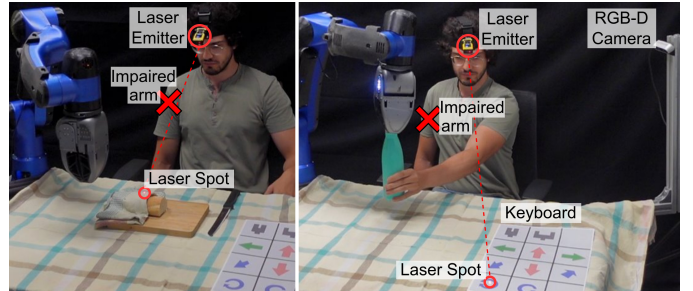 Laser
Emitter
Impaired
arm
Laser Spot
Laser
Emitter
RGB-D
Camera
Impaired
arm
Keyboard
Laser Spot